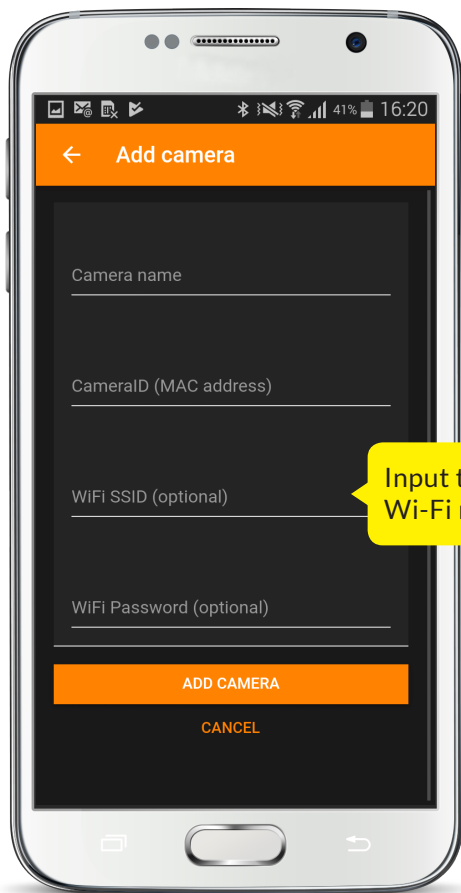 41% 16:20
Add camera
Camera name
CameraID (MAC address)
WiFi SSID (optional)
Input
Wi-Fi
WiFi Password (optional)
ADD CAMERA
CANCEL